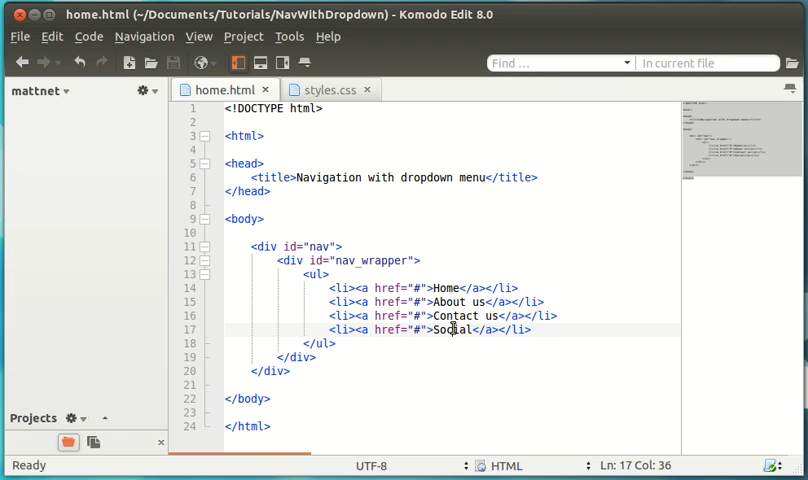 home.html (~/Documents/Tutorials/NavWithDropdown) - Komodo Edit 8.0
File Edit Code Navigation View Project Tools Help
Find ... In current file
mattnet
home.html styles.css
1 <!DOCTYPE html>
2
3 <html>
4
5 <head>
6 <title>Navigation with dropdown menu</title>
7 </head>
8
9 <body>
10
11 <div id="nav">
12 <div id="nav_wrapper">
13 <ul>
14 <li><a href="#">Home</a></li>
15 <li><a href="#">About us</a></li>
16 <li><a href="#">Contact us</a></li>
17 <li><a href="#">Social</a></li>
18 </ul>
19 </div>
20 </div>
21
22 </body>
23
24 </html>
Projects
Ready UTF-8 HTML Ln: 17 Col: 36